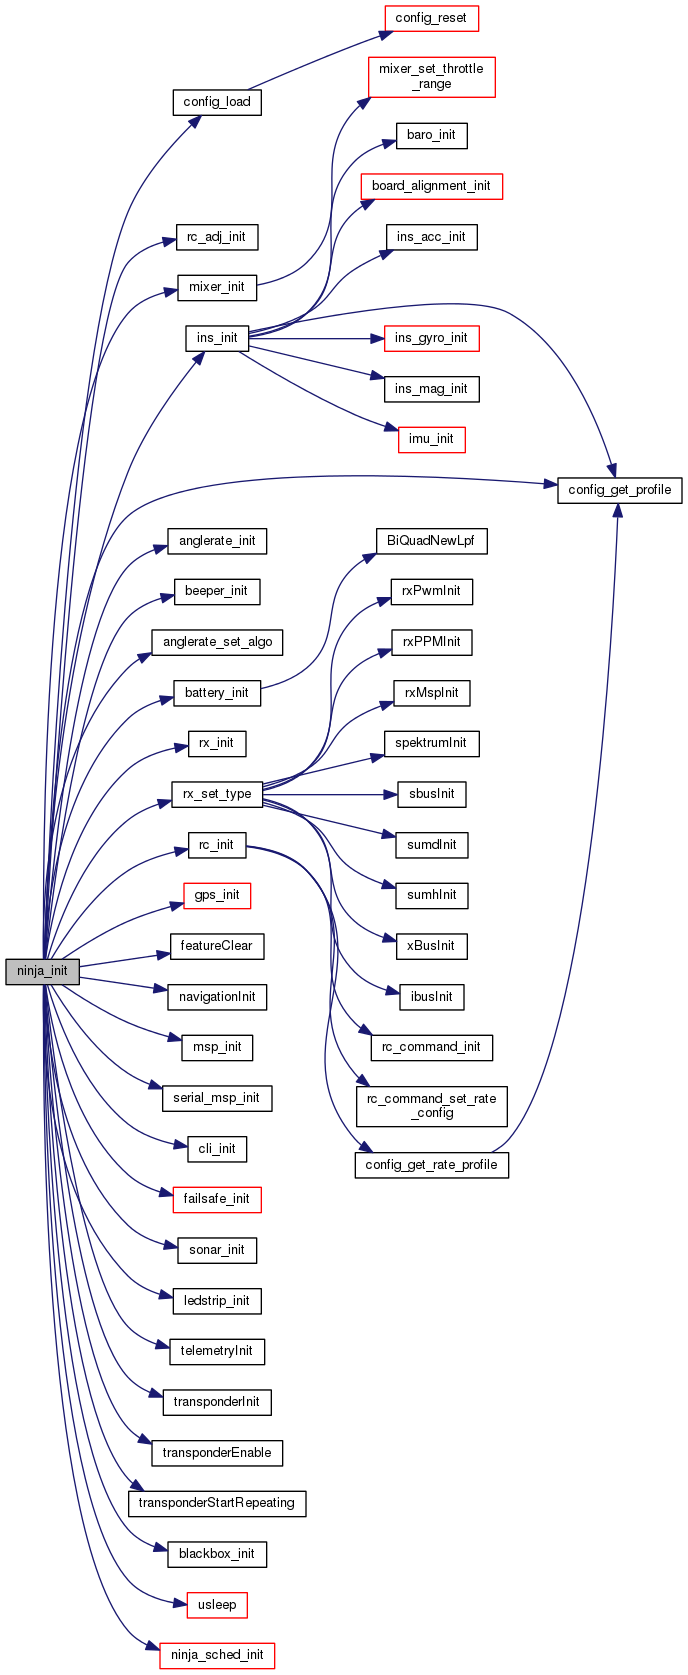 config_reset
mixer_set_throttle
_range
config_load
baro_init
board_alignment_init
rc_adj_init
ins_acc_init
mixer_init
ins_init
ins_gyro_init
ins_mag_init
imu_init
config_get_profile
anglerate_init
BiQuadNewLpf
beeper_init
rxPwmInit
anglerate_set_algo
rxPPMInit
battery_init
rxMspInit
rx_init
spektrumInit
rx_set_type
sbusInit
rc_init
sumdInit
gps_init
sumhInit
featureClear
xBusInit
ninja_init
navigationInit
ibusInit
msp_init
rc_command_init
serial_msp_init
rc_command_set_rate
_config
cli_init
config_get_rate_profile
failsafe_init
sonar_init
ledstrip_init
telemetryInit
transponderInit
transponderEnable
transponderStartRepeating
blackbox_init
usleep
ninja_sched_init